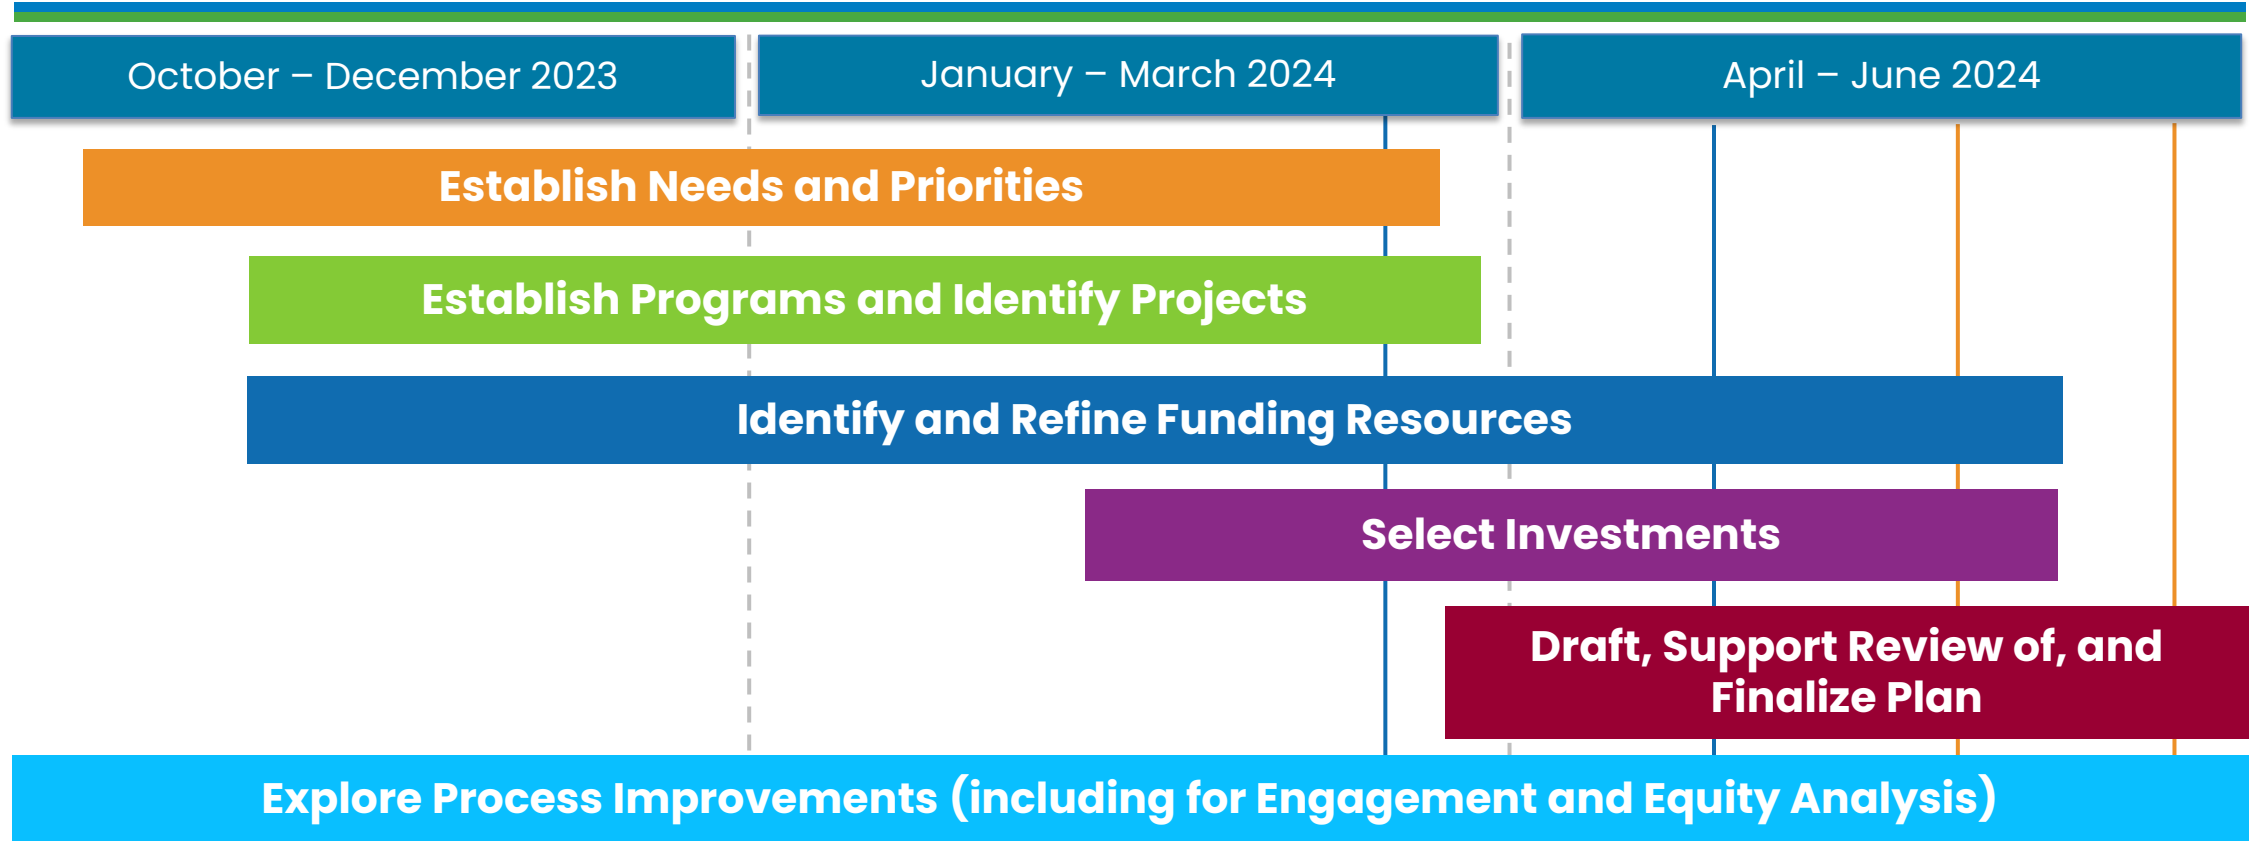 October – December 2023
January – March 2024
April – June 2024
Establish Needs and Priorities
Establish Programs and Identify Projects
Identify and Refine Funding Resources
Select Investments
Draft, Support Review of, and
Finalize Plan
Explore Process Improvements (including for Engagement and Equity Analysis)